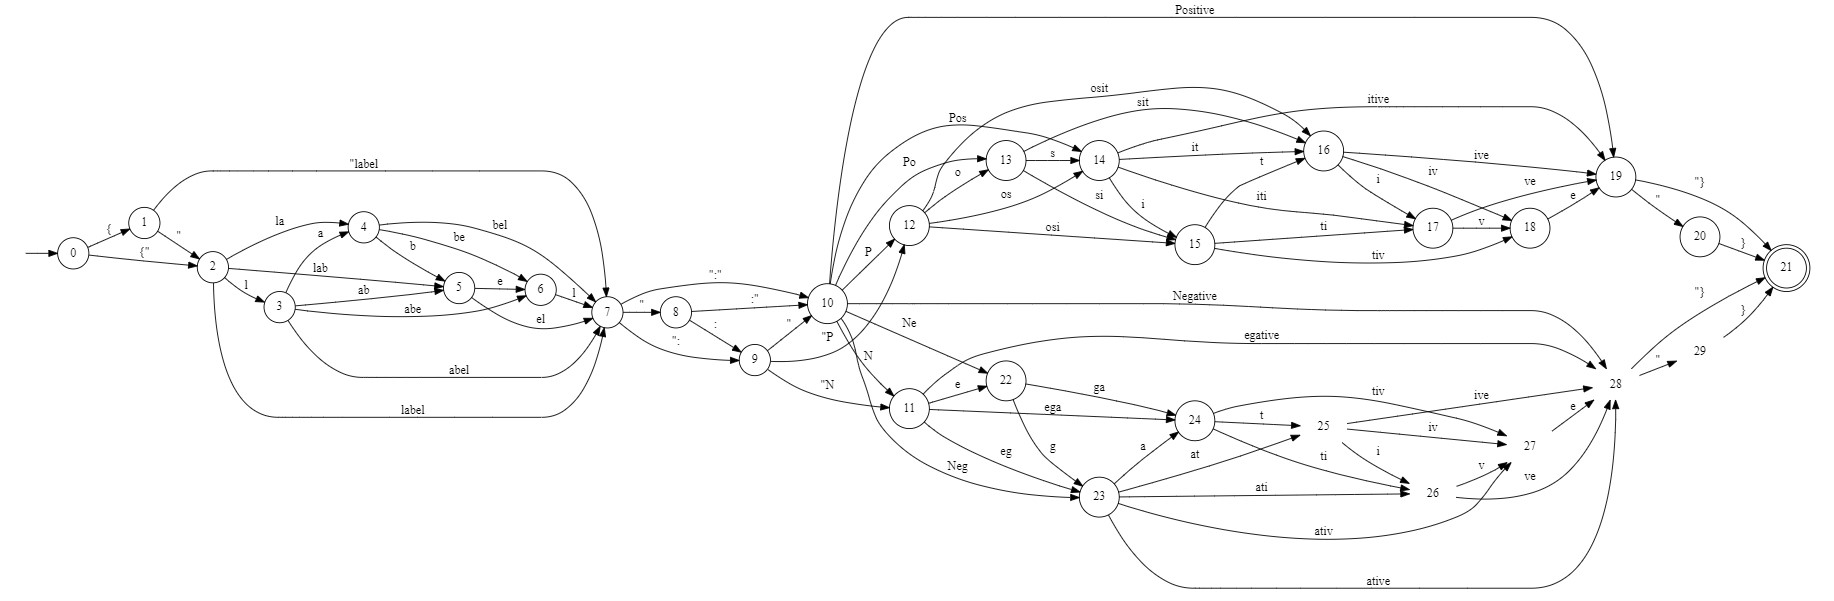 Positive
osit
sit
itive
Pos
Po
s
it
t
16
ive
"label
13
14
iv
ve
19
"}
o
os
si
i
iti
i
e
"
{
1
la
4
bel
be
P
12
osi
15
ti
17
v
18
20
}
0
"
{"
a
b
tiv
2
lab
5
e
6
l
":"
21
l
3
ab
abe
el
7
"
8
:"
10
Negative
"}
:
"
Ne
}
":
9
"P
N
egative
29
"
abel
"N
e
22
ga
tiv
ive
28
label
11
ega
24
t
25
iv
e
eg
g
a
at
ti
i
27
Neg
23
ati
26
v
ve
ativ
ative